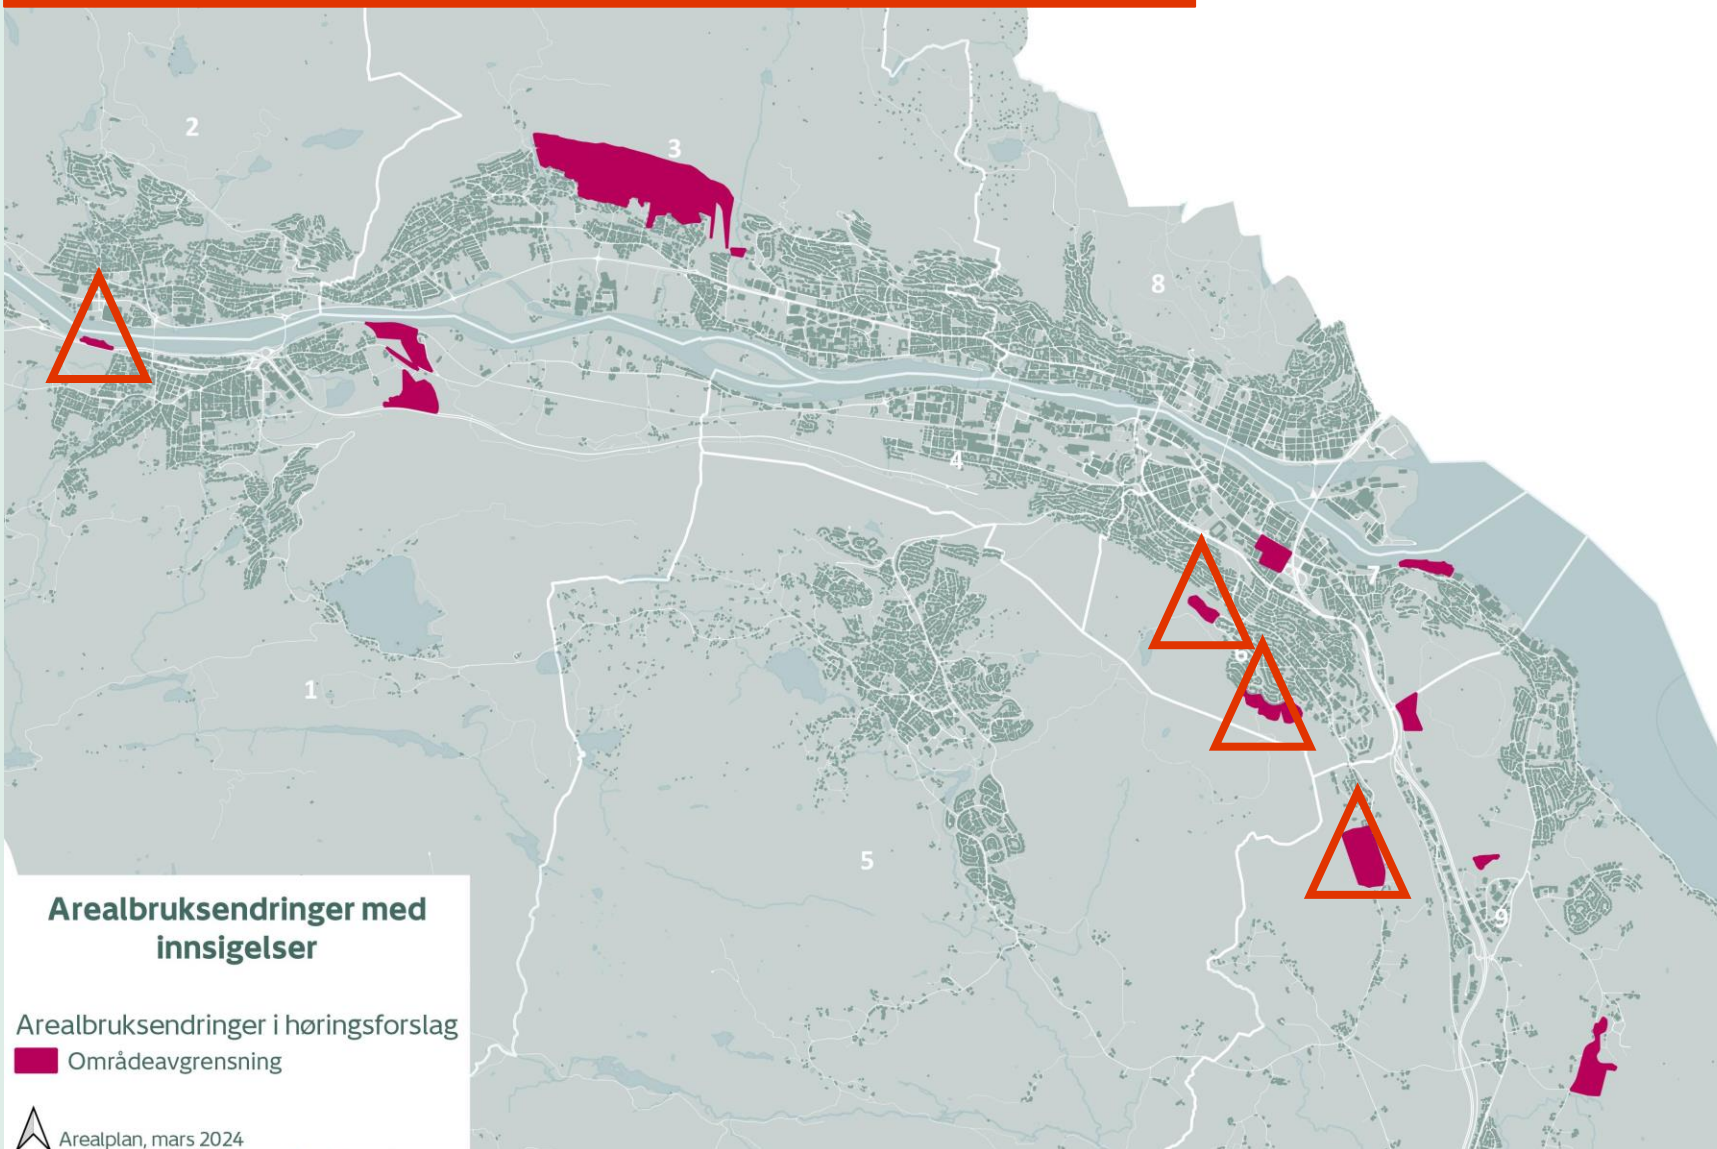 2
3
8
4
7
6
1
5
9
Arealbruksendringer med
innsigelser
Arealbruksendringer i høringsforslag
Områdeavgrensning
Arealplan, mars 2024